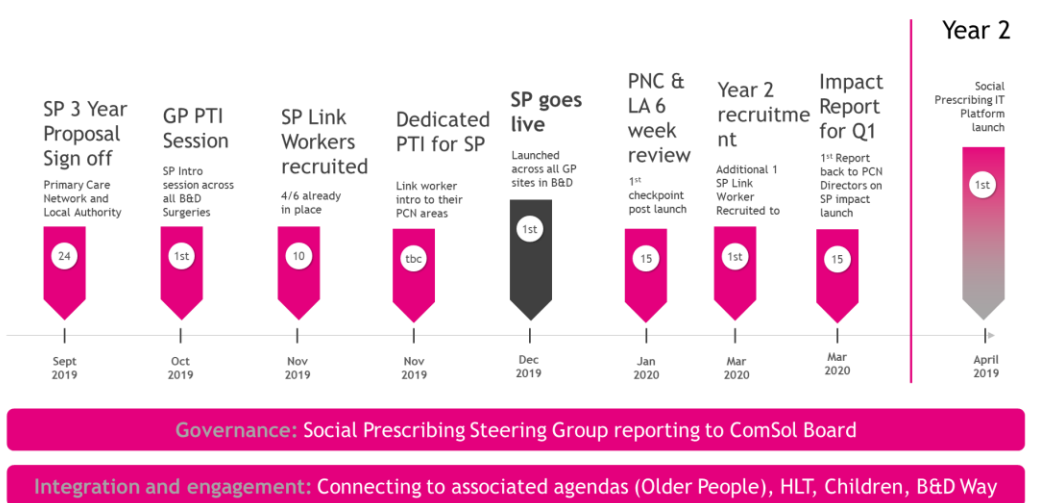 Year 2
SP 3 Year
Proposal
Sign off
Primary Care
Network and
Local Authority
24
Sept
2019
GP PTI
Session
SP Intro
session across
all B&D
Surgeries
1st
Oct
2019
SP Link
Workers
recruited
4/6 already
in place
10
Nov
2019
Dedicated
PTI for SP
Link worker
intro to their
PCN areas
tbc
Nov
2019
SP goes
live
Launched
across all GP
sites in B&D
1st
Dec
2019
PNC &
LA 6
week
review
1st
checkpoint
post launch
15
Jan
2020
Year 2
recruitme
nt
Additional 1
SP Link
Worker
Recruited to
1st
Mar
2020
Impact
Report
for Q1
1st Report
back to PCN
Directors on
SP impact
launch
15
Mar
2020
Social
Prescribing IT
Platform
launch
1st
April
2019
Governance: Social Prescribing Steering Group reporting to ComSol Board
Integration and engagement: Connecting to associated agendas (Older People), HLT, Children, B&D Way